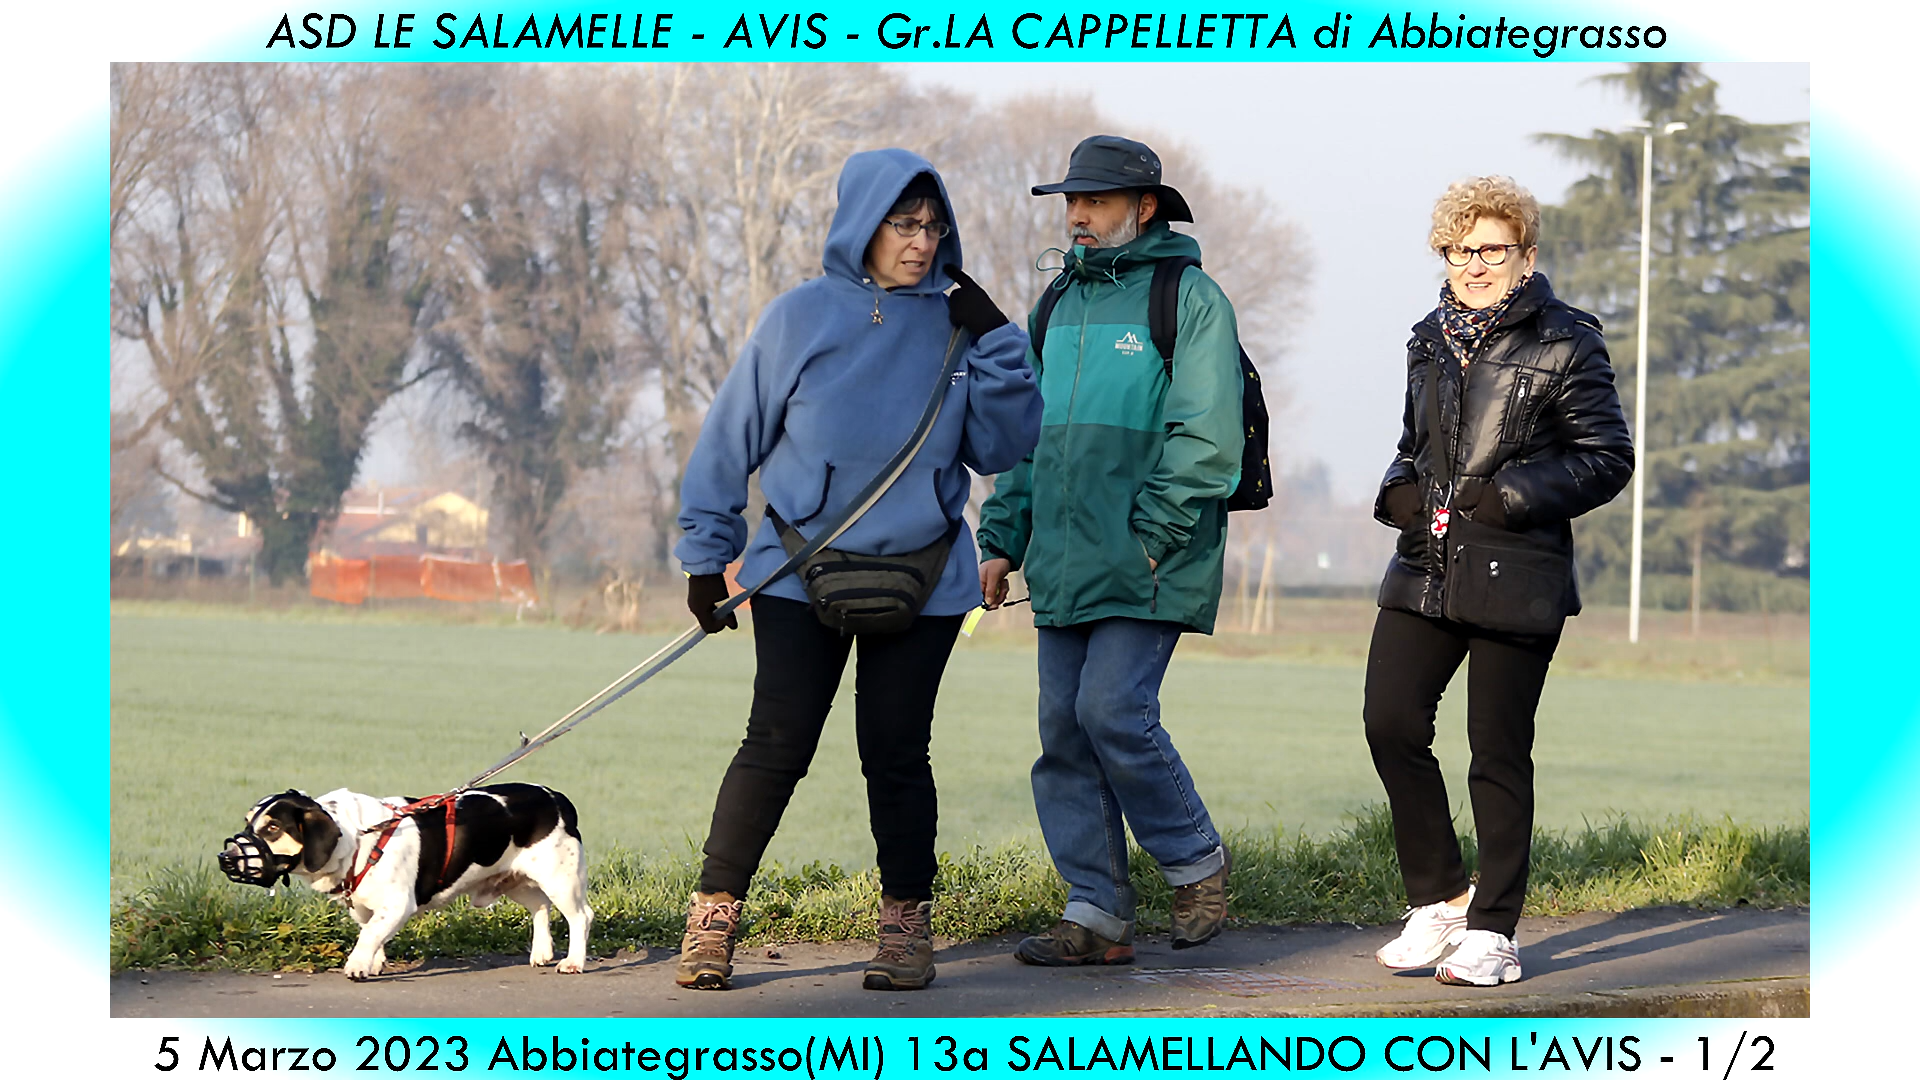 ASD LE SALAMELLE - AVIS - Gr.LA CAPPELLETTA di Abbiategrasso
MOUNTAIN
5 Marzo 2023 Abbiategrasso(MI) 13a SALAMELLANDO CON L'AVIS - 1/2